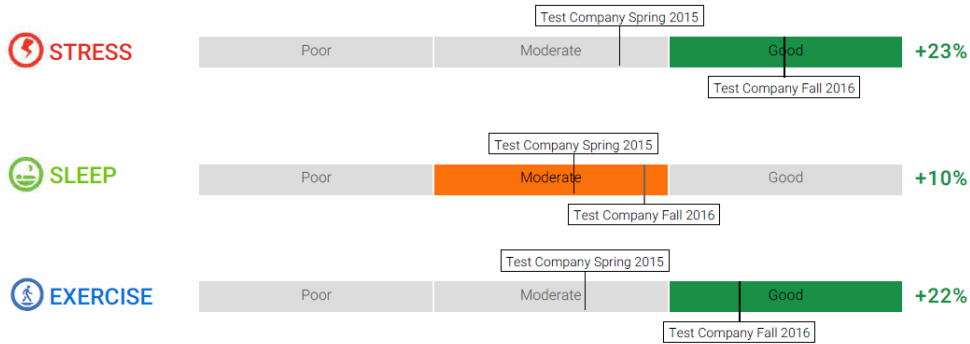 Test Company Spring 2015
STRESS Poor Moderate Good +23%
Test Company Fall 2016
Test Company Spring 2015
SLEEP Poor Moderate Good +10%
Test Company Fall 2016
Test Company Spring 2015
EXERCISE Poor Moderate Good +22%
Test Company Fall 2016